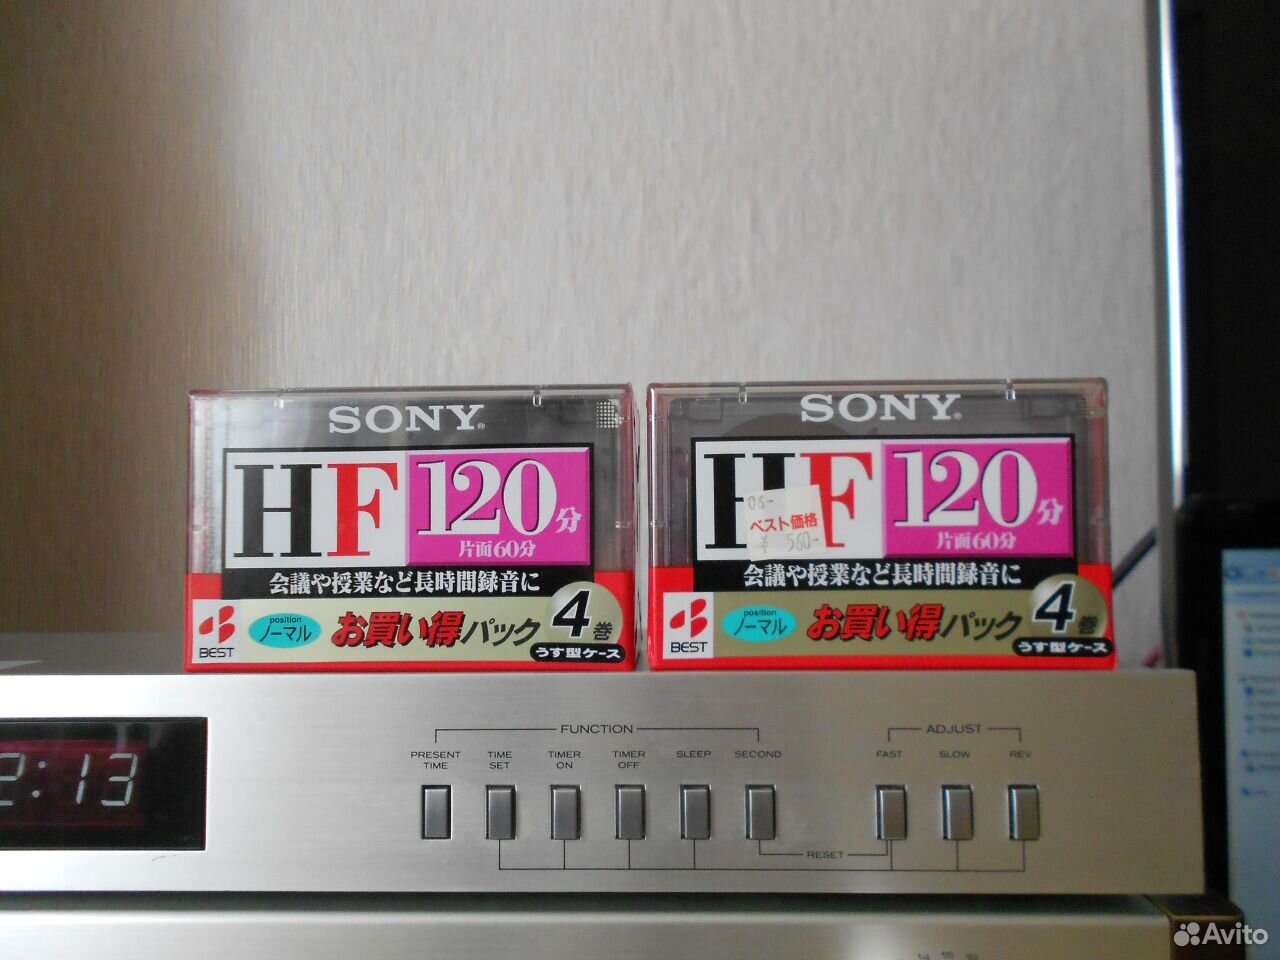 SONY®
HF 120分
片面60分
会議や授業など長時間録音に
position
ノーマル
お買い得パック 4巻
うす型ケース
BEST
SONY®
HF 120分
片面60分
ベスト価格
¥ 560-
会議や授業など長時間録音に
position
ノーマル
お買い得パック 4巻
うす型ケース
BEST
2:13
FUNCTION
PRESENT TIME
TIME SET
TIMER ON
TIMER OFF
SLEEP
SECOND
ADJUST
FAST
SLOW
REV
RESET
Avito